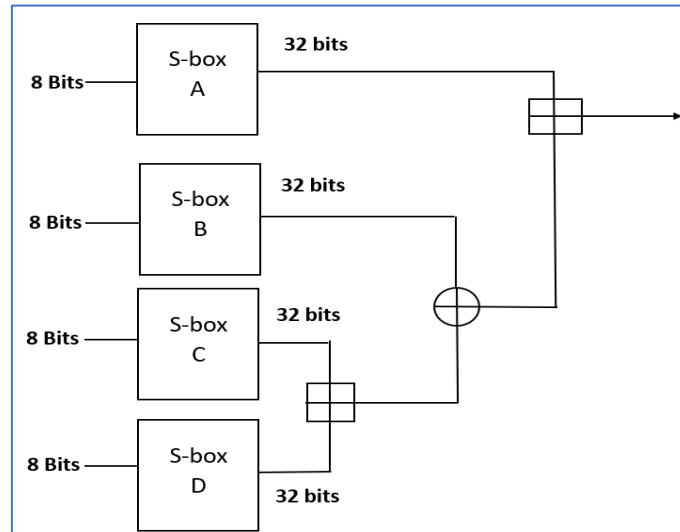 32 bits
8 Bits
S-box
A
32 bits
8 Bits
S-box
B
32 bits
8 Bits
S-box
C
8 Bits
S-box
D
32 bits